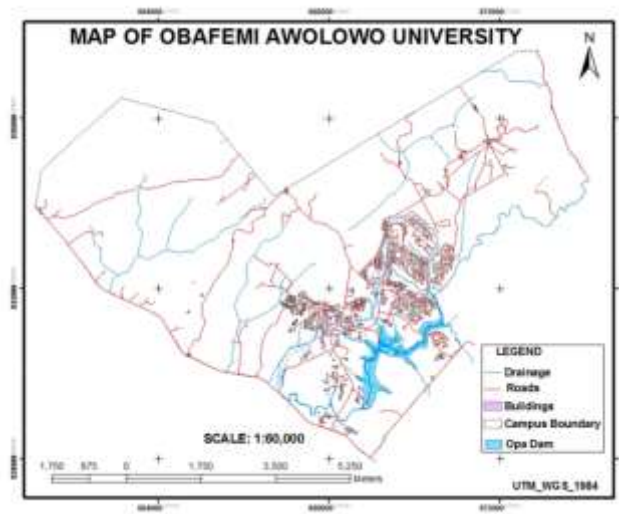 MAP OF OBAFEMI AWOLOWO UNIVERSITY
N
LEGEND
Drainage
Roads
Buildings
Campus Boundary
Opa Dam
SCALE: 1:60,000
1,750 875 0 1,750 3,500 5,250
Meters
UTM_WGS_1984